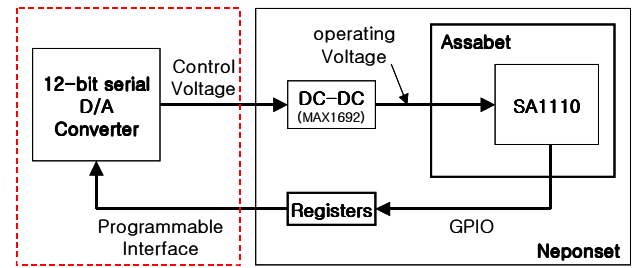 12-bit serial
D/A
Converter
Control
Voltage
DC-DC
(MAX1692)
operating
Voltage
Assabet
SA1110
Registers
GPIO
Programmable
Interface
Neponset